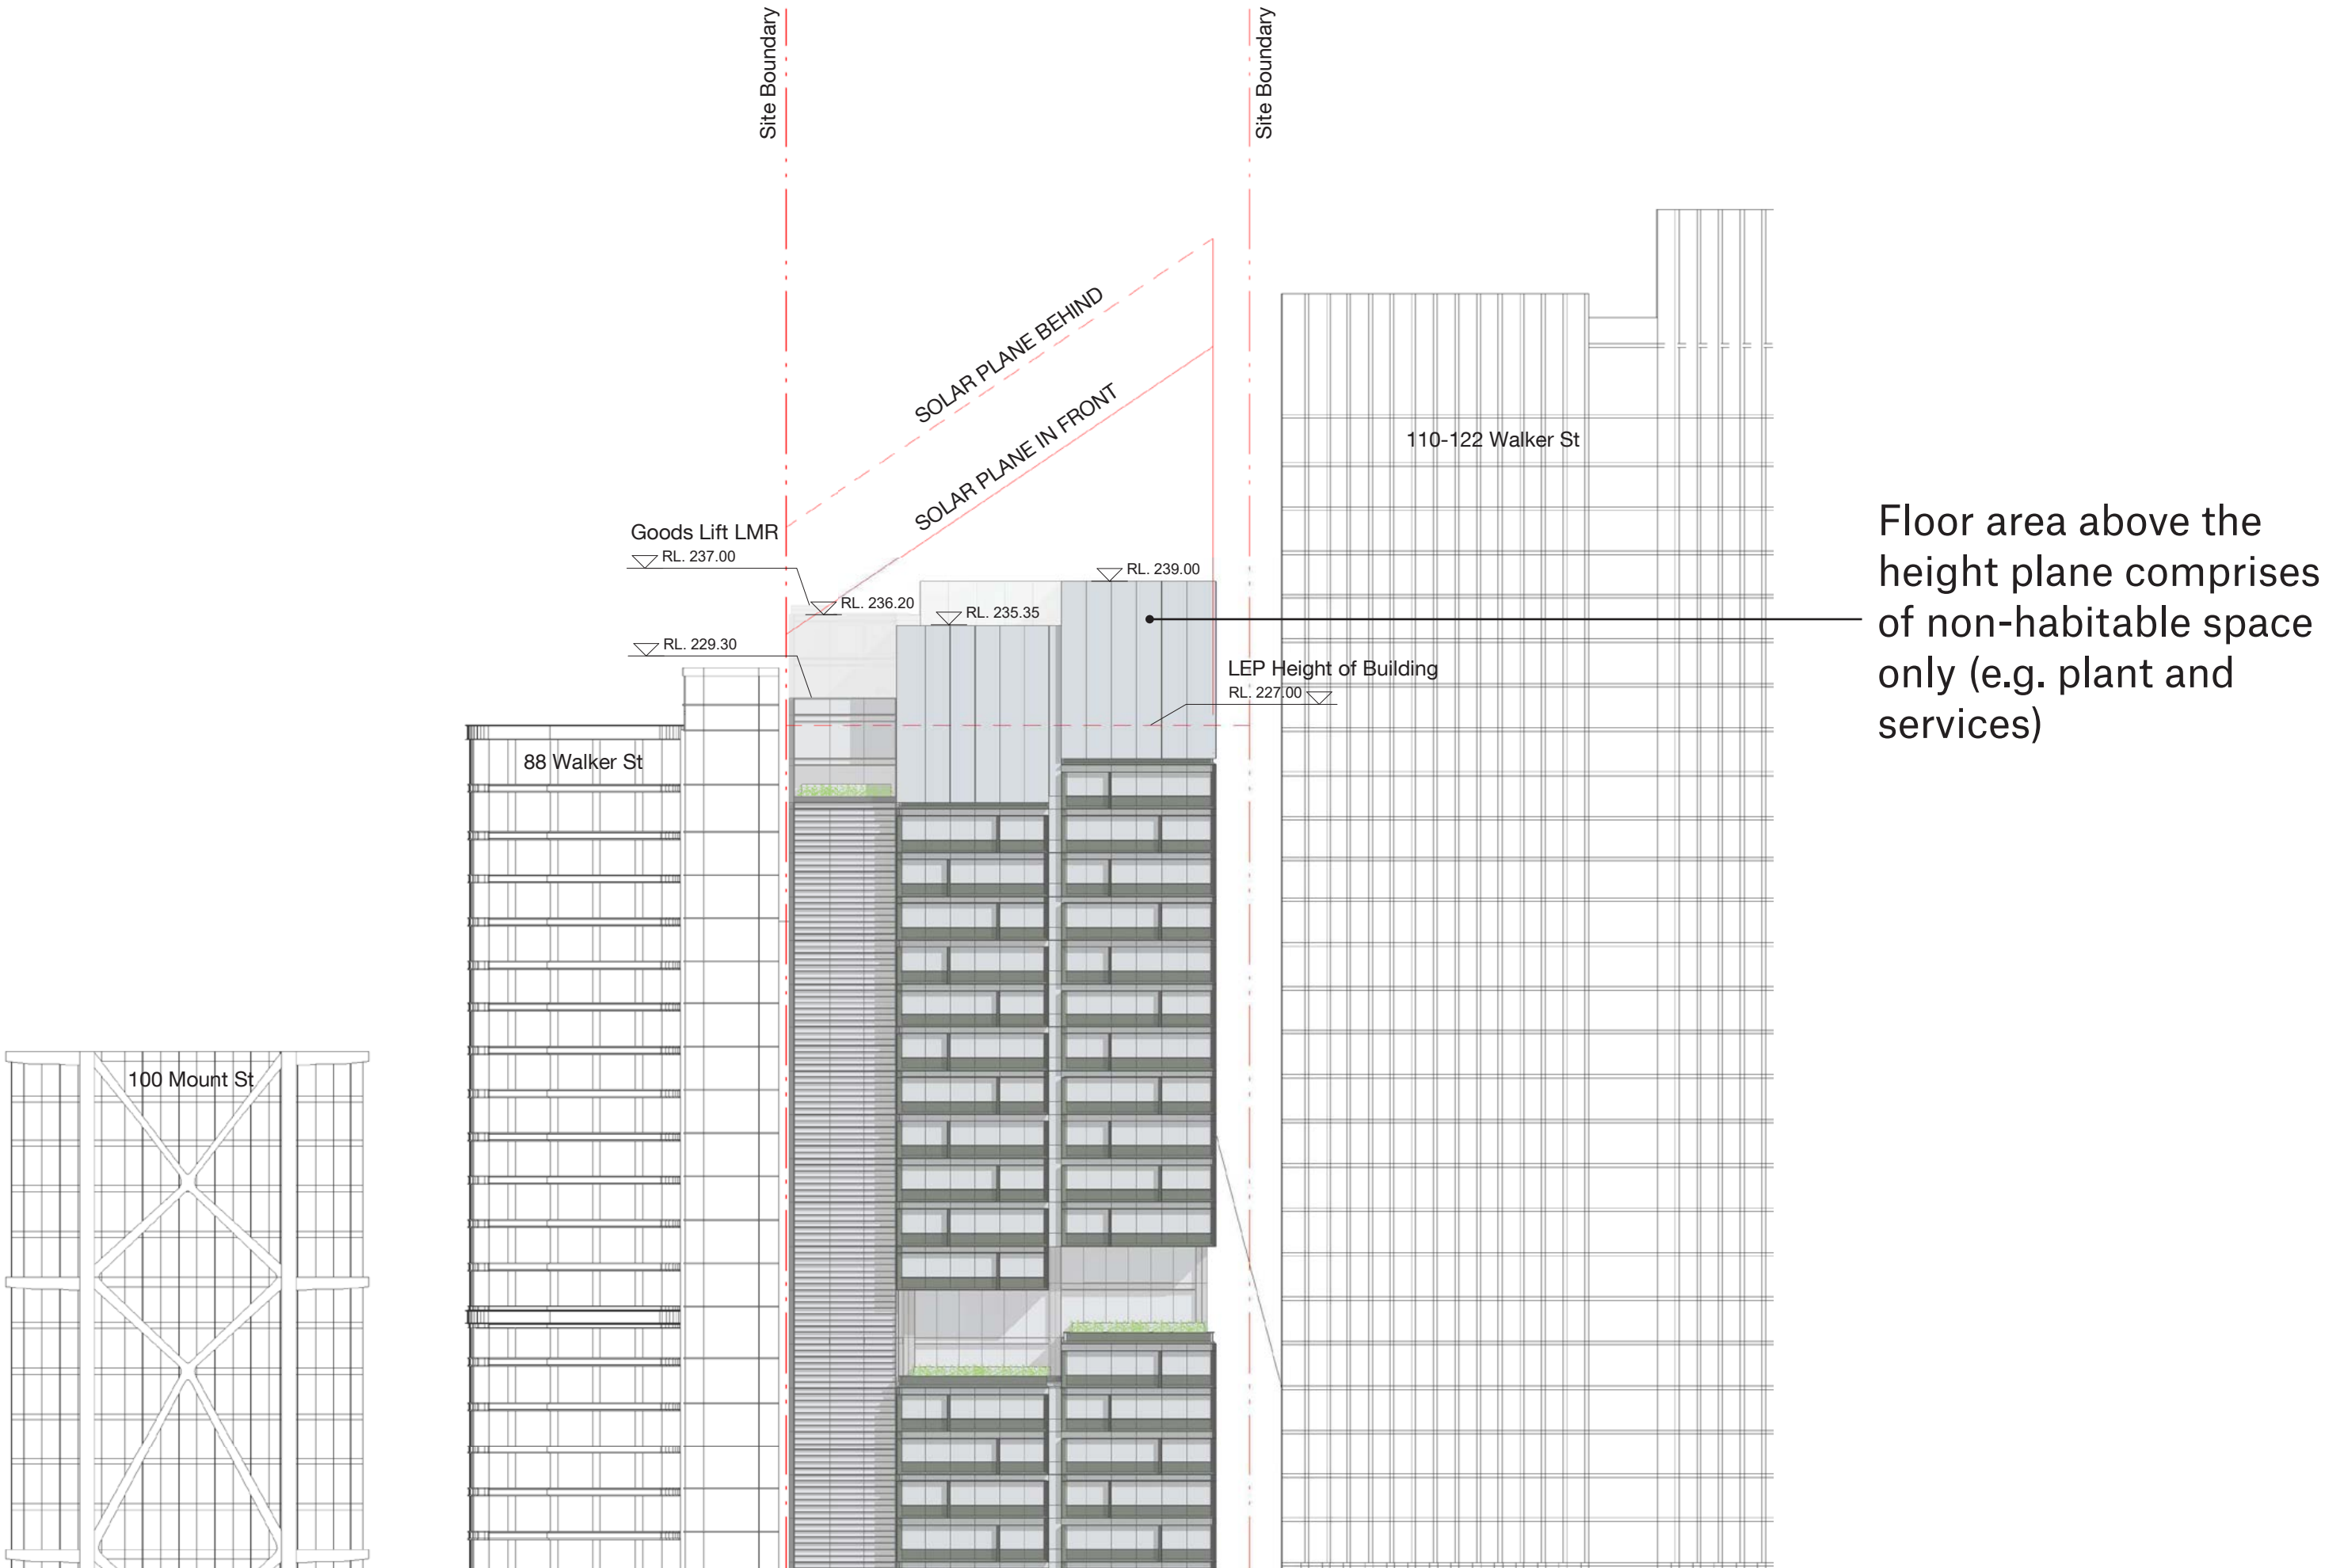 Site Boundary
Site Boundary
SOLAR PLANE BEHIND
SOLAR PLANE IN FRONT
110-122 Walker St
Goods Lift LMR
RL. 237.00
RL. 239.00
RL. 236.20
RL. 235.35
RL. 229.30
LEP Height of Building
RL. 227.00
Floor area above the
height plane comprises
of non-habitable space
only (e.g. plant and
services)
88 Walker St
100 Mount St